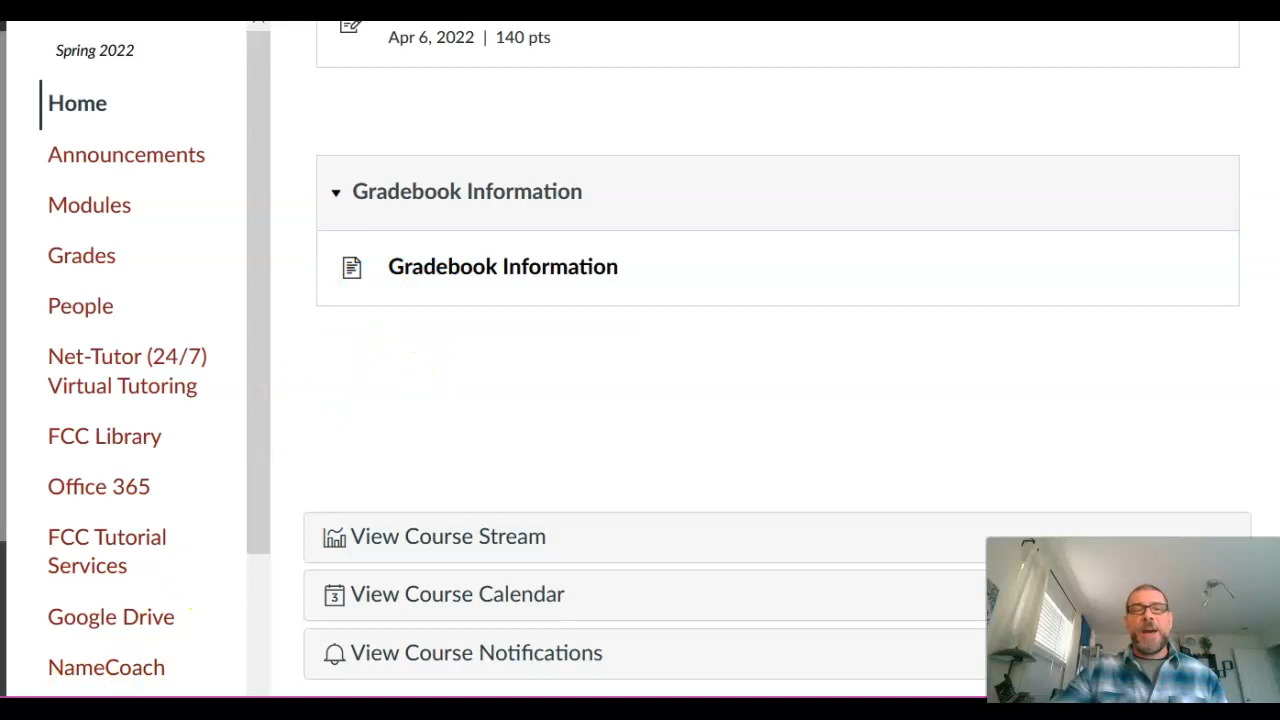 Spring 2022
Home
Announcements
Modules
Grades
People
Net-Tutor (24/7)
Virtual Tutoring
FCC Library
Office 365
FCC Tutorial
Services
Google Drive
NameCoach
Apr 6, 2022 | 140 pts
Gradebook Information
Gradebook Information
View Course Stream
3 View Course Calendar
View Course Notifications